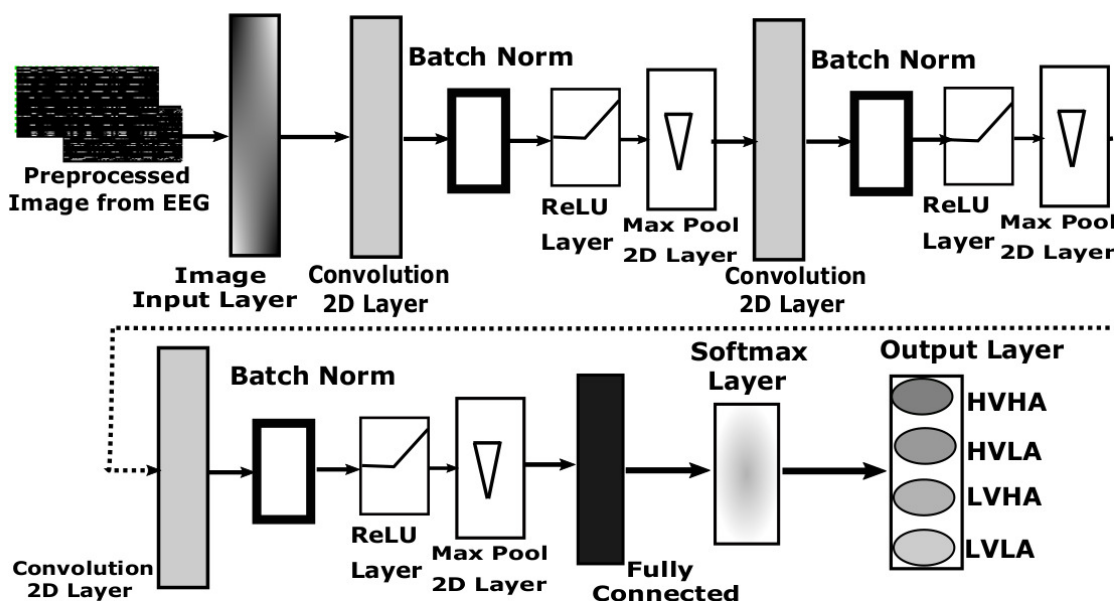 Preprocessed
Image from EEG
Image
Input Layer
Convolution
2D Layer
Batch Norm
ReLU
Layer
Max Pool
2D Layer
Convolution
2D Layer
Batch Norm
ReLU
Layer
Max Pool
2D Layer
Convolution
2D Layer
Batch Norm
ReLU
Layer
Max Pool
2D Layer
Fully
Connected
Softmax
Layer
Output Layer
HVHA
HVLA
LVHA
LVLA